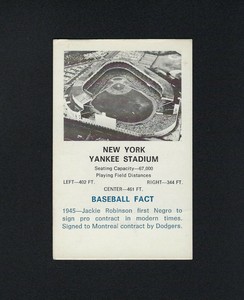 NEW YORK
YANKEE STADIUM
Seating Capacity—67,000
Playing Field Distances
LEFT—402 FT. RIGHT—344 FT.
CENTER—461 FT.
BASEBALL FACT
1945—Jackie Robinson first Negro to
sign pro contract in modern times.
Signed to Montreal contract by Dodgers.